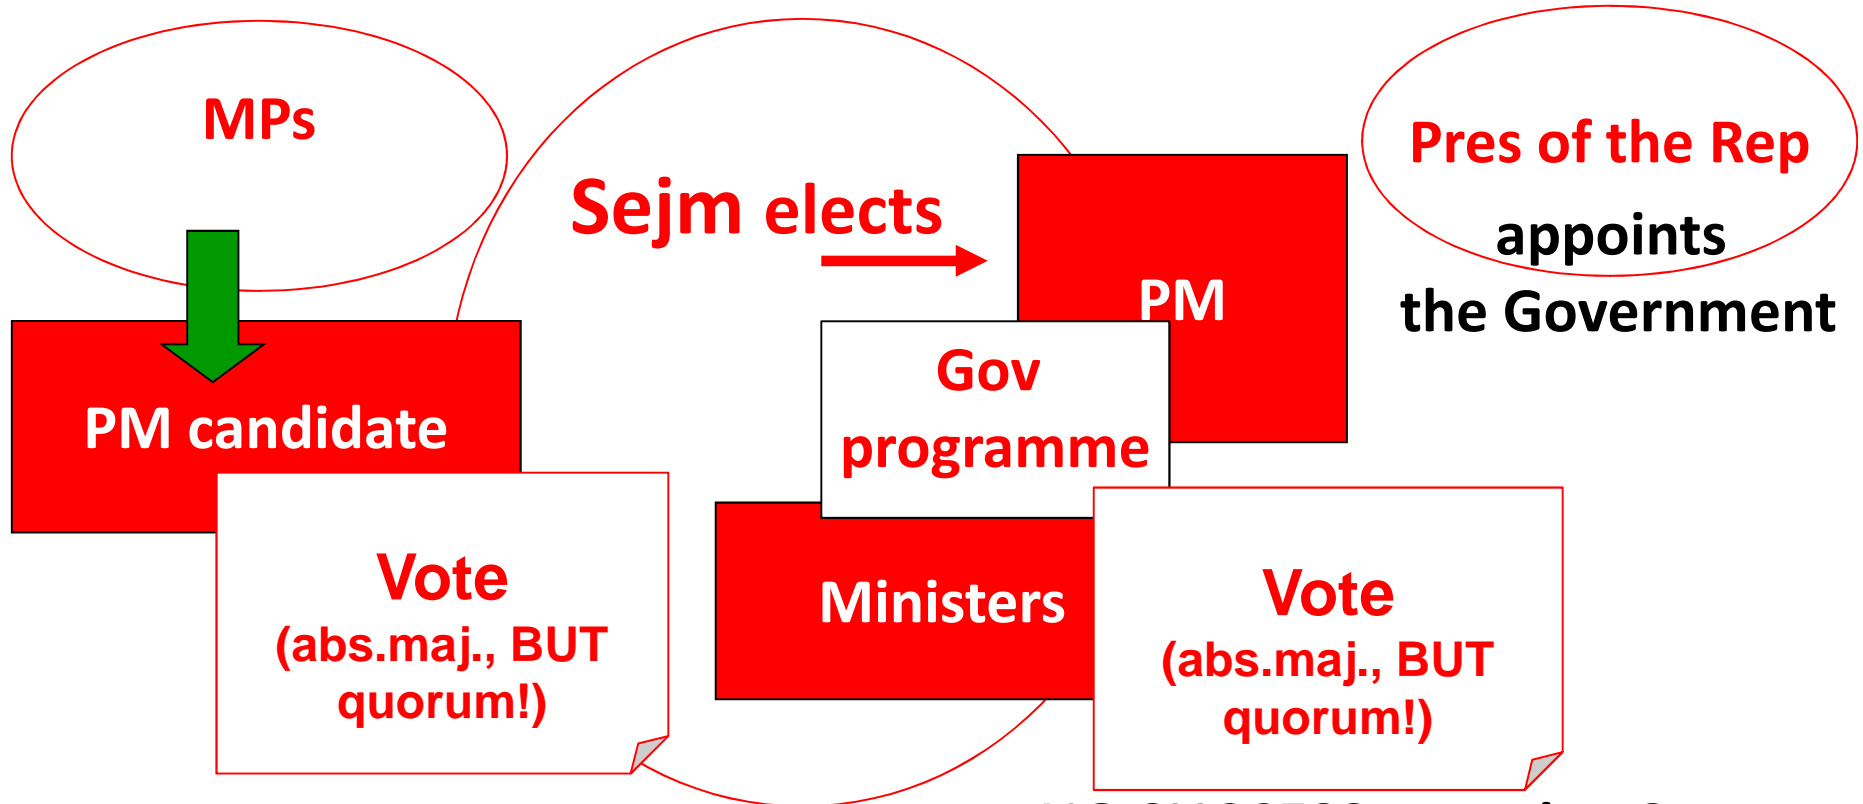 MPs
PM candidate
Vote
(abs.maj., BUT
quorum!)
Sejm elects
PM
Gov
programme
Ministers
Vote
(abs.maj., BUT
quorum!)
Pres of the Rep
appoints
the Government